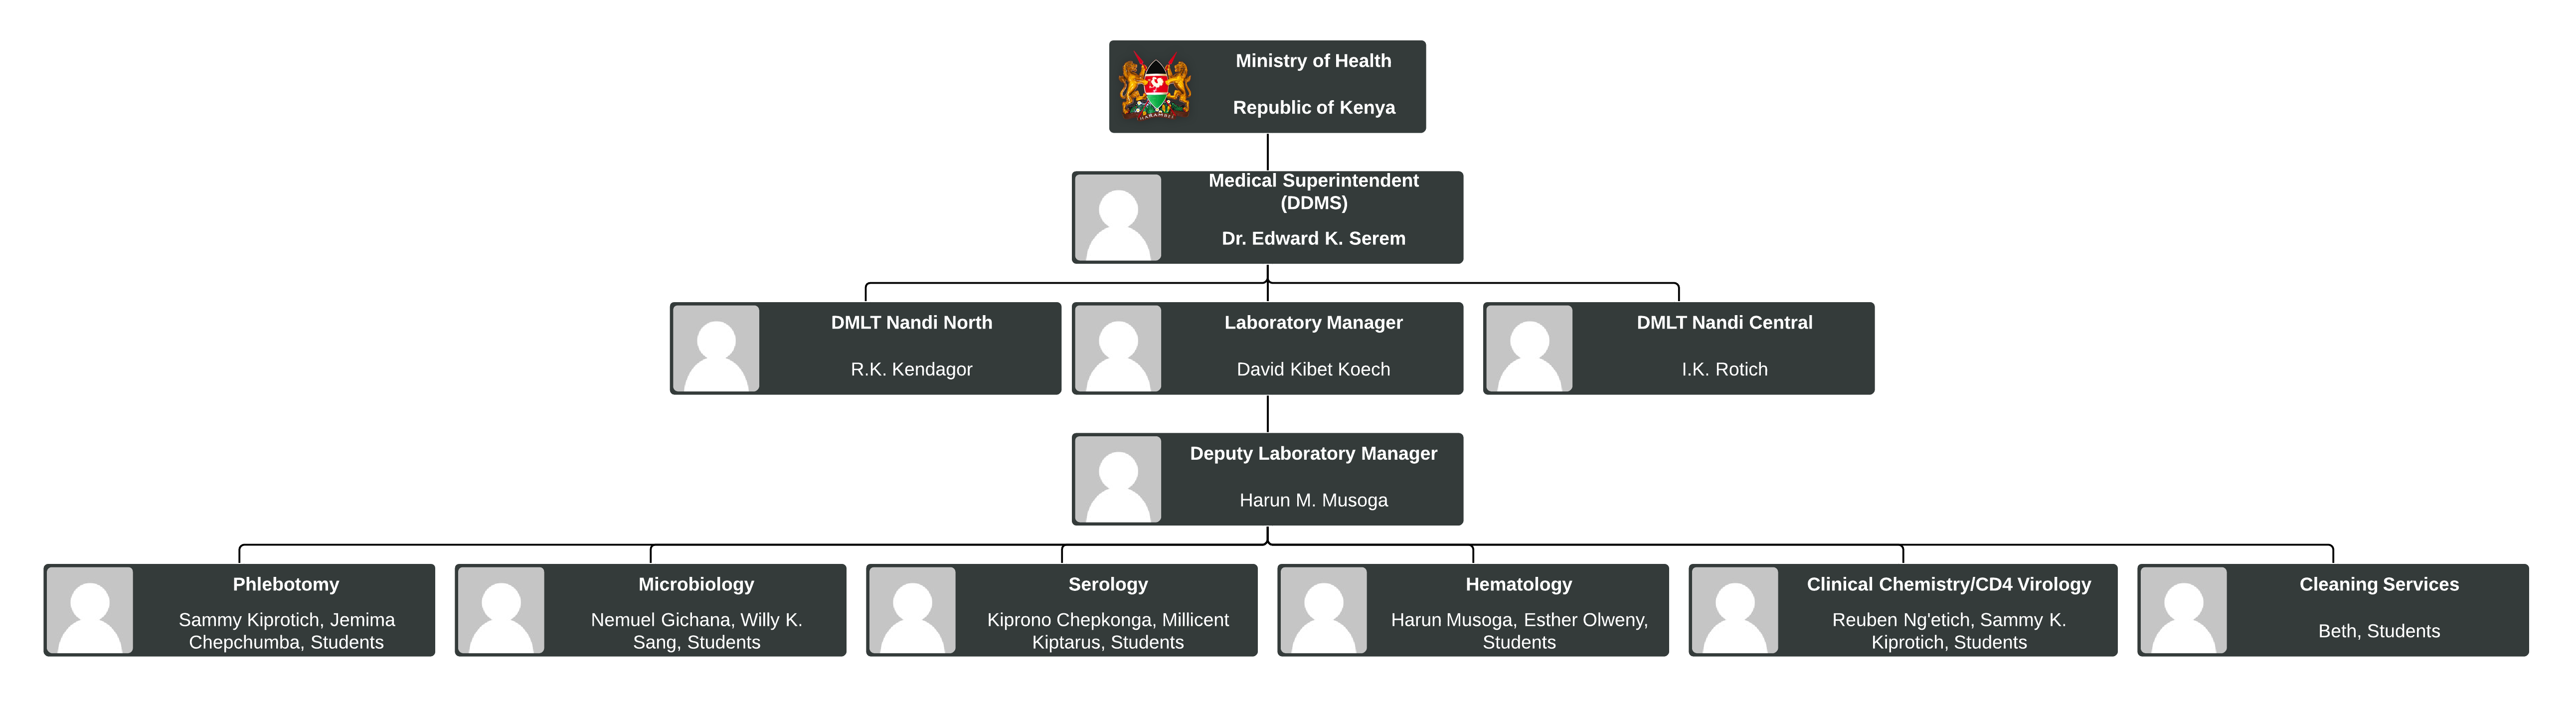 Ministry of Health
Republic of Kenya
HARAMBEE
Medical Superintendent
(DDMS)
Dr. Edward K. Serem
DMLT Nandi North
R.K. Kendagor
Laboratory Manager
David Kibet Koech
DMLT Nandi Central
I.K. Rotich
Deputy Laboratory Manager
Harun M. Musoga
Phlebotomy
Sammy Kiprotich, Jemima
Chepchumba, Students
Microbiology
Nemuel Gichana, Willy K.
Sang, Students
Serology
Kiprono Chepkonga, Millicent
Kiptarus, Students
Hematology
Harun Musoga, Esther Olweny,
Students
Clinical Chemistry/CD4 Virology
Reuben Ng'etich, Sammy K.
Kiprotich, Students
Cleaning Services
Beth, Students